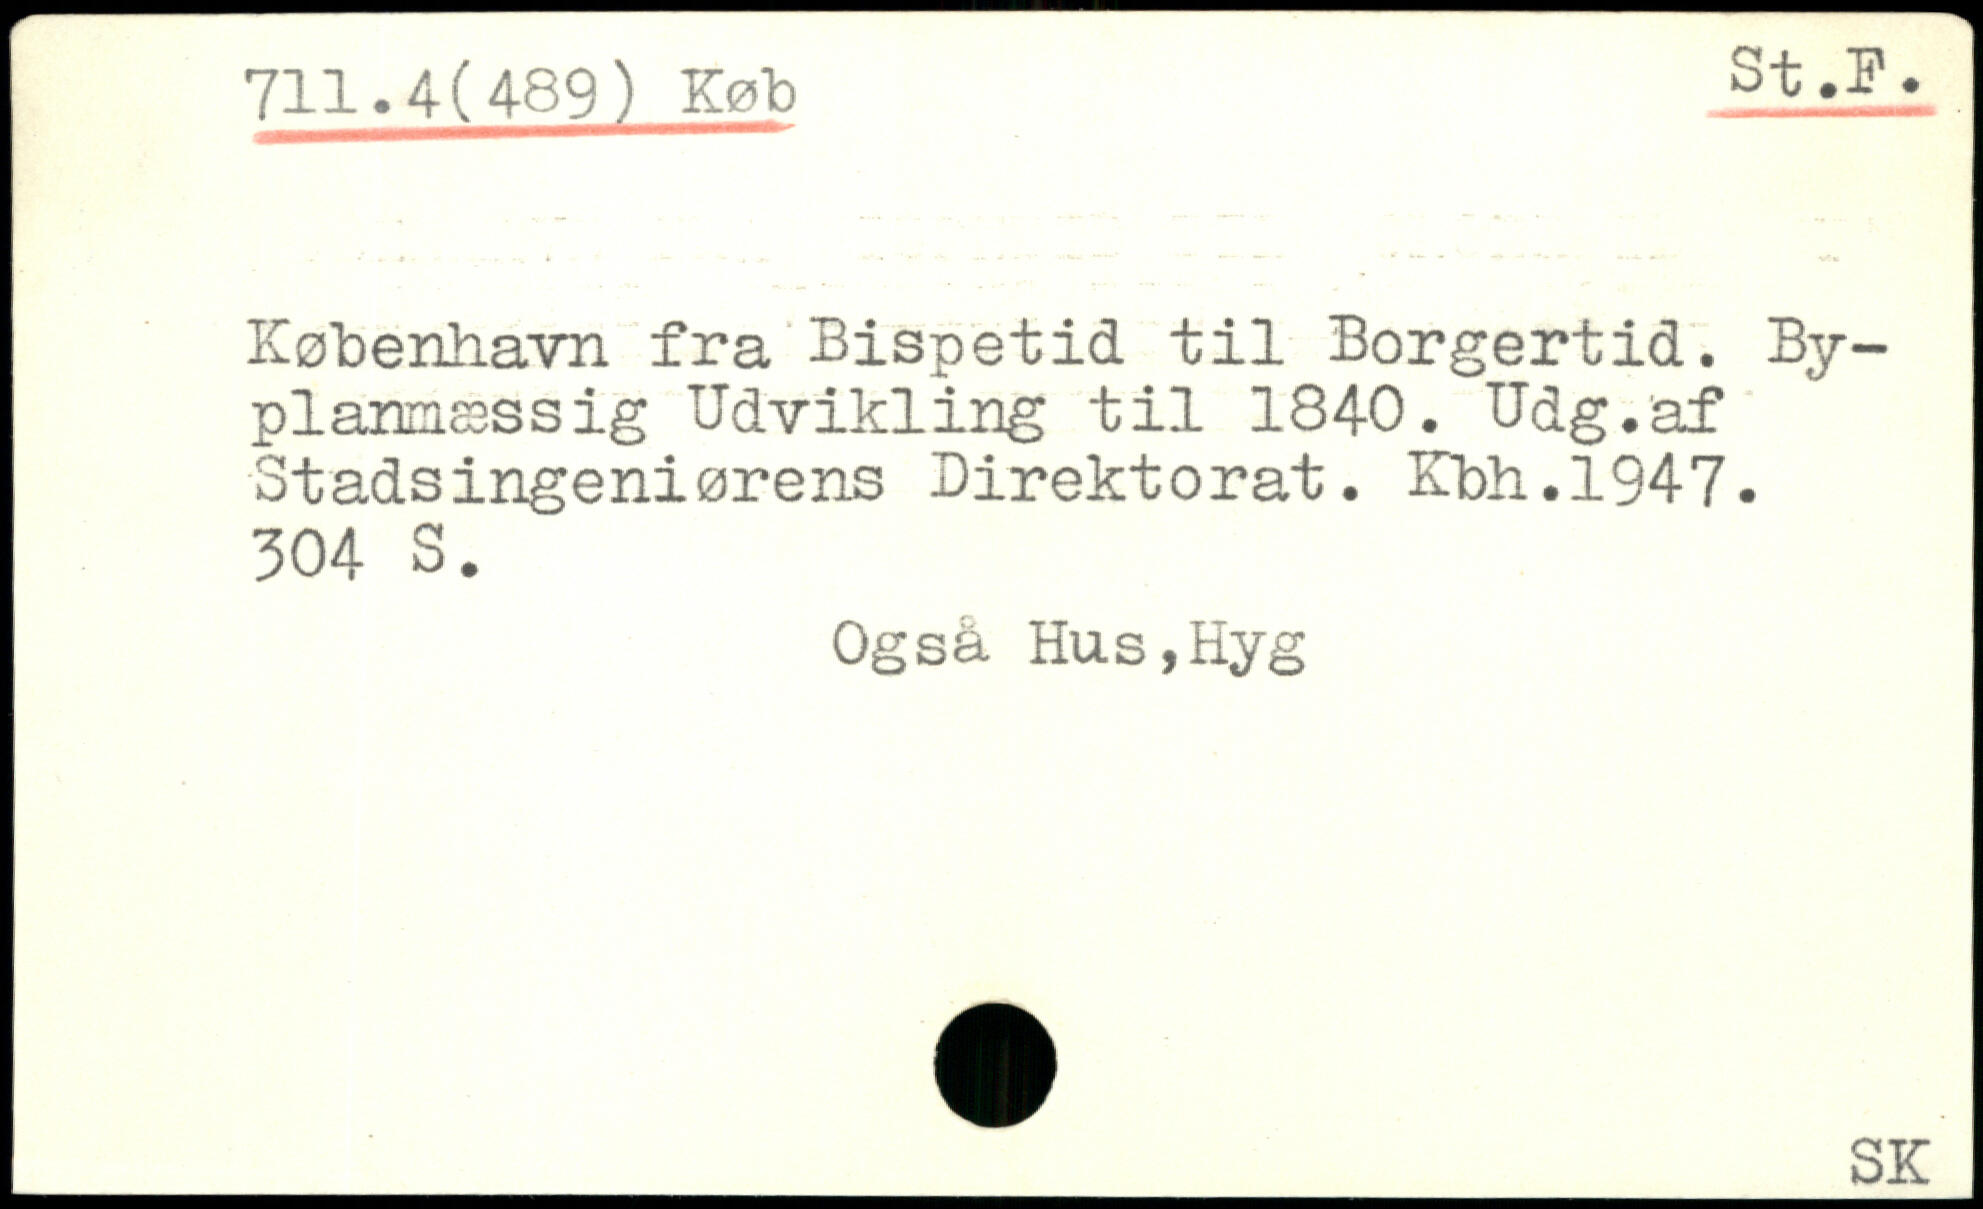 711.4(489) Køb
St.F.
København fra Bispetid til Borgertid. By-
planmæssig Udvikling til 1840. Udg.af
Stadsingeniørens Direktorat. Kbh.1947.
304 S.
Også Hus,Hyg
SK